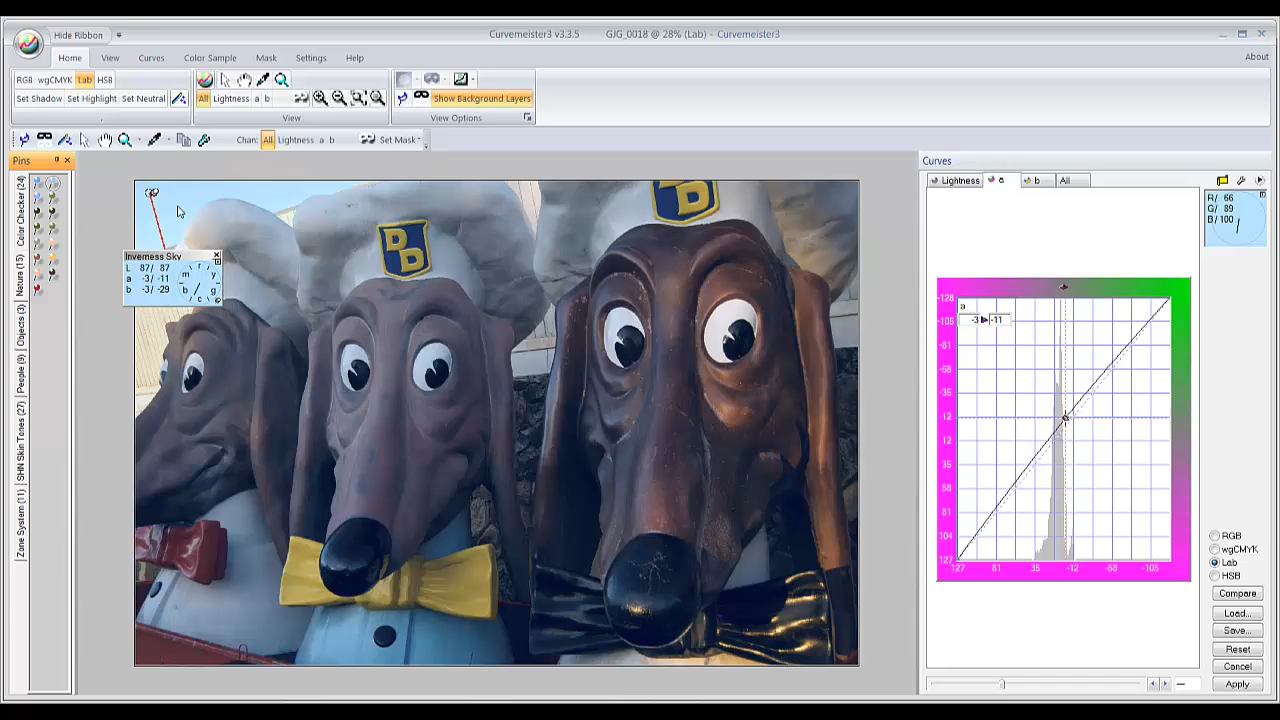 Hide Ribbon
Curvemeister3 v3.3.5 GJG_0018 @ 28% (Lab) - Curvemeister3
Home View Curves Color Sample Mask Settings Help About
RGB wgCMYK Lab HSB
Set Shadow Set Highlight Set Neutral
All Lightness a b
Show Background Layers
View
View Options
Chan: All Lightness a b Set Mask
Pins
Color Checker (24)
Nature (15)
Objects (3)
People (9)
SHN Skin Tones (27)
Zone System (11)
Inverness Sky
L 87/ 87
a -3/ -11
b -3/ -29
r
m y
b g
c
DD
DD
Curves
Lightness a b All
R/ 66
G/ 89
B/ 100
a
-3 -11
-128
-105
-81
-58
-35
-12
12
35
58
81
104
127
127 81 35 -12 -58 -105
RGB
wgCMYK
Lab
HSB
Compare
Load...
Save...
Reset
Cancel
Apply